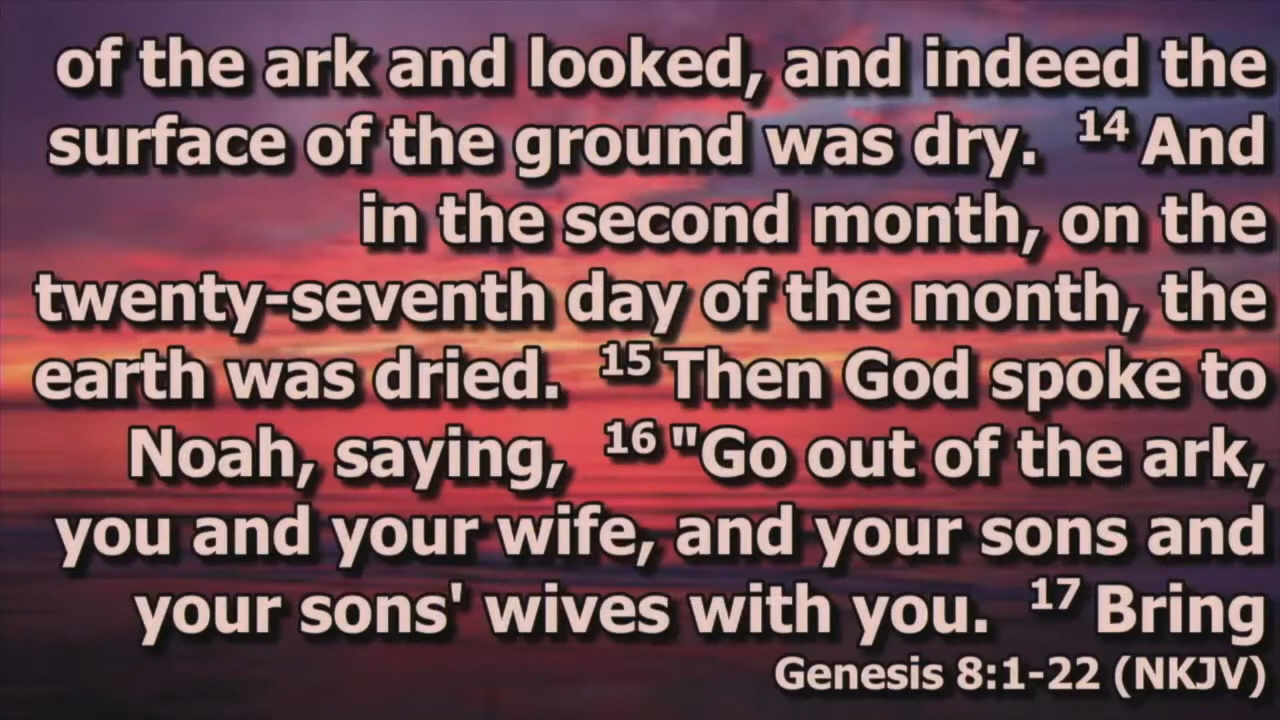 of the ark and looked, and indeed the
surface of the ground was dry. 14 And
in the second month, on the
twenty-seventh day of the month, the
earth was dried. 15 Then God spoke to
Noah, saying, 16 "Go out of the ark,
you and your wife, and your sons and
your sons' wives with you. 17 Bring
Genesis 8:1-22 (NKJV)